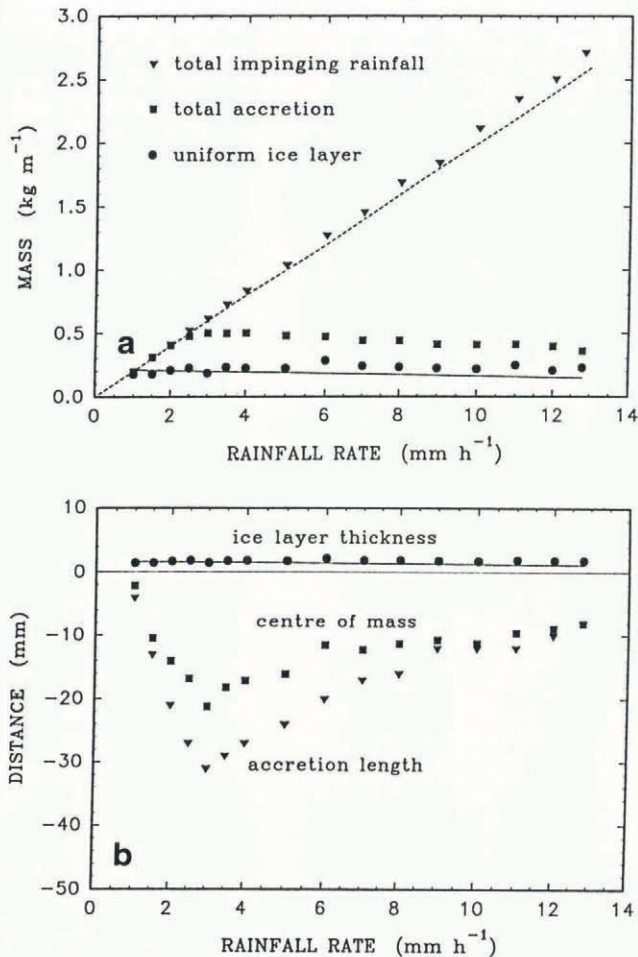 3.0
2.5
2.0
1.5
1.0
0.5
0.0
MASS (kg m⁻¹)
total impinging rainfall
total accretion
uniform ice layer
a
0 2 4 6 8 10 12 14
RAINFALL RATE (mm h⁻¹)
10
0
−10
−20
−30
−40
−50
DISTANCE (mm)
ice layer thickness
centre of mass
accretion length
b
0 2 4 6 8 10 12 14
RAINFALL RATE (mm h⁻¹)